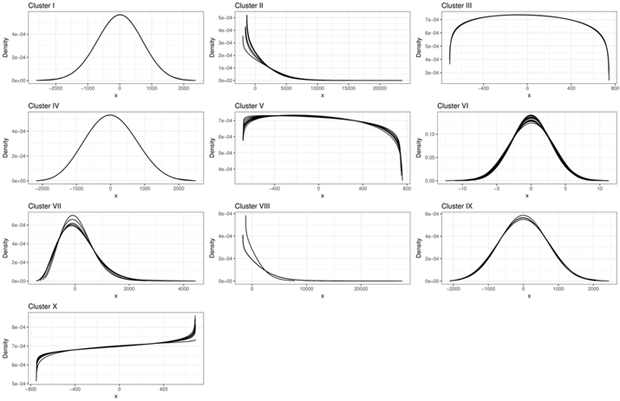 Cluster I
Density
4e−04
2e−04
0e+00
−2000 −1000 0 1000 2000
x
Cluster II
Density
5e−04
4e−04
3e−04
2e−04
1e−04
0e+00
0 5000 10000 15000 20000
x
Cluster III
Density
7e−04
6e−04
5e−04
4e−04
3e−04
−400 0 400 800
x
Cluster IV
Density
4e−04
2e−04
0e+00
−2000 −1000 0 1000 2000
x
Cluster V
Density
7e−04
6e−04
5e−04
4e−04
−400 0 400 800
x
Cluster VI
Density
0.10
0.05
0.00
−10 −5 0 5 10
x
Cluster VII
Density
6e−04
4e−04
2e−04
0e+00
−2000 0 2000 4000
x
Cluster VIII
Density
6e−04
4e−04
2e−04
0e+00
0 10000 20000
x
Cluster IX
Density
6e−04
4e−04
2e−04
0e+00
−2000 −1000 0 1000 2000
x
Cluster X
Density
8e−04
7e−04
6e−04
5e−04
−800 −400 0 400
x